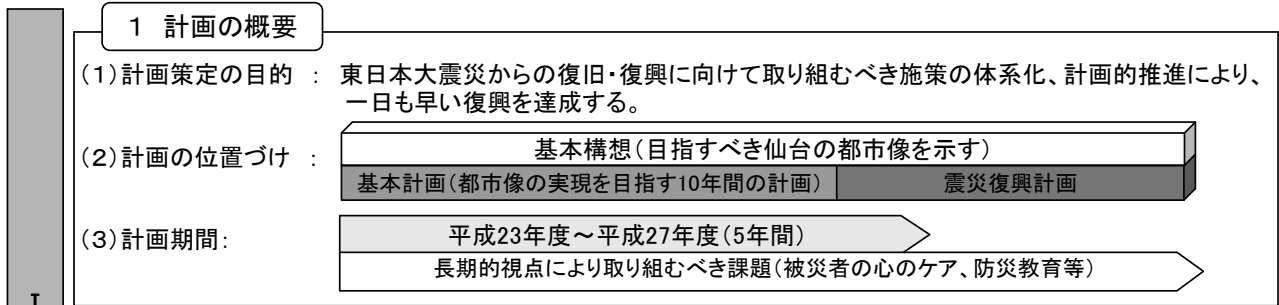 1 計画の概要
(1)計画策定の目的 : 東日本大震災からの復旧・復興に向けて取り組むべき施策の体系化、計画的推進により、
一日も早い復興を達成する。
(2)計画の位置づけ :
基本構想(目指すべき仙台の都市像を示す)
基本計画(都市像の実現を目指す10年間の計画) 震災復興計画
(3)計画期間:
平成23年度～平成27年度(5年間)
長期的視点により取り組むべき課題(被災者の心のケア、防災教育等)
I